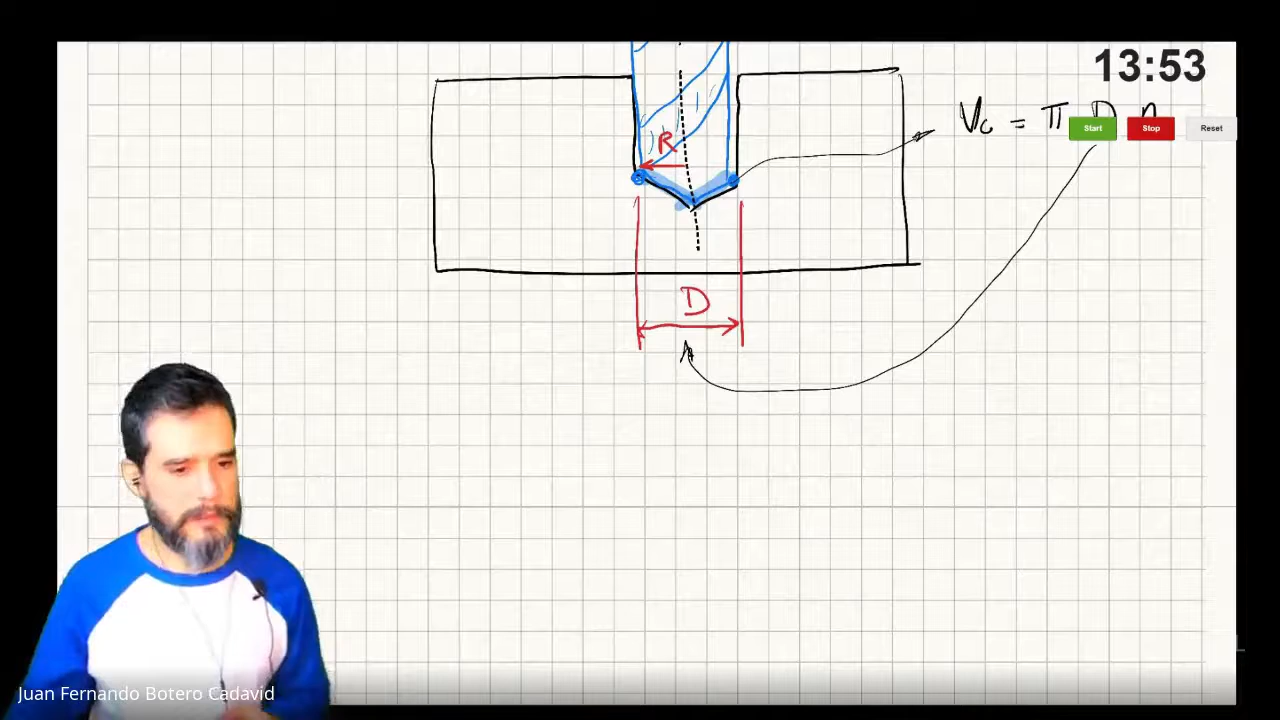 13:53
Vc = π D n
Start Stop Reset
R
D
Juan Fernando Botero Cadavid